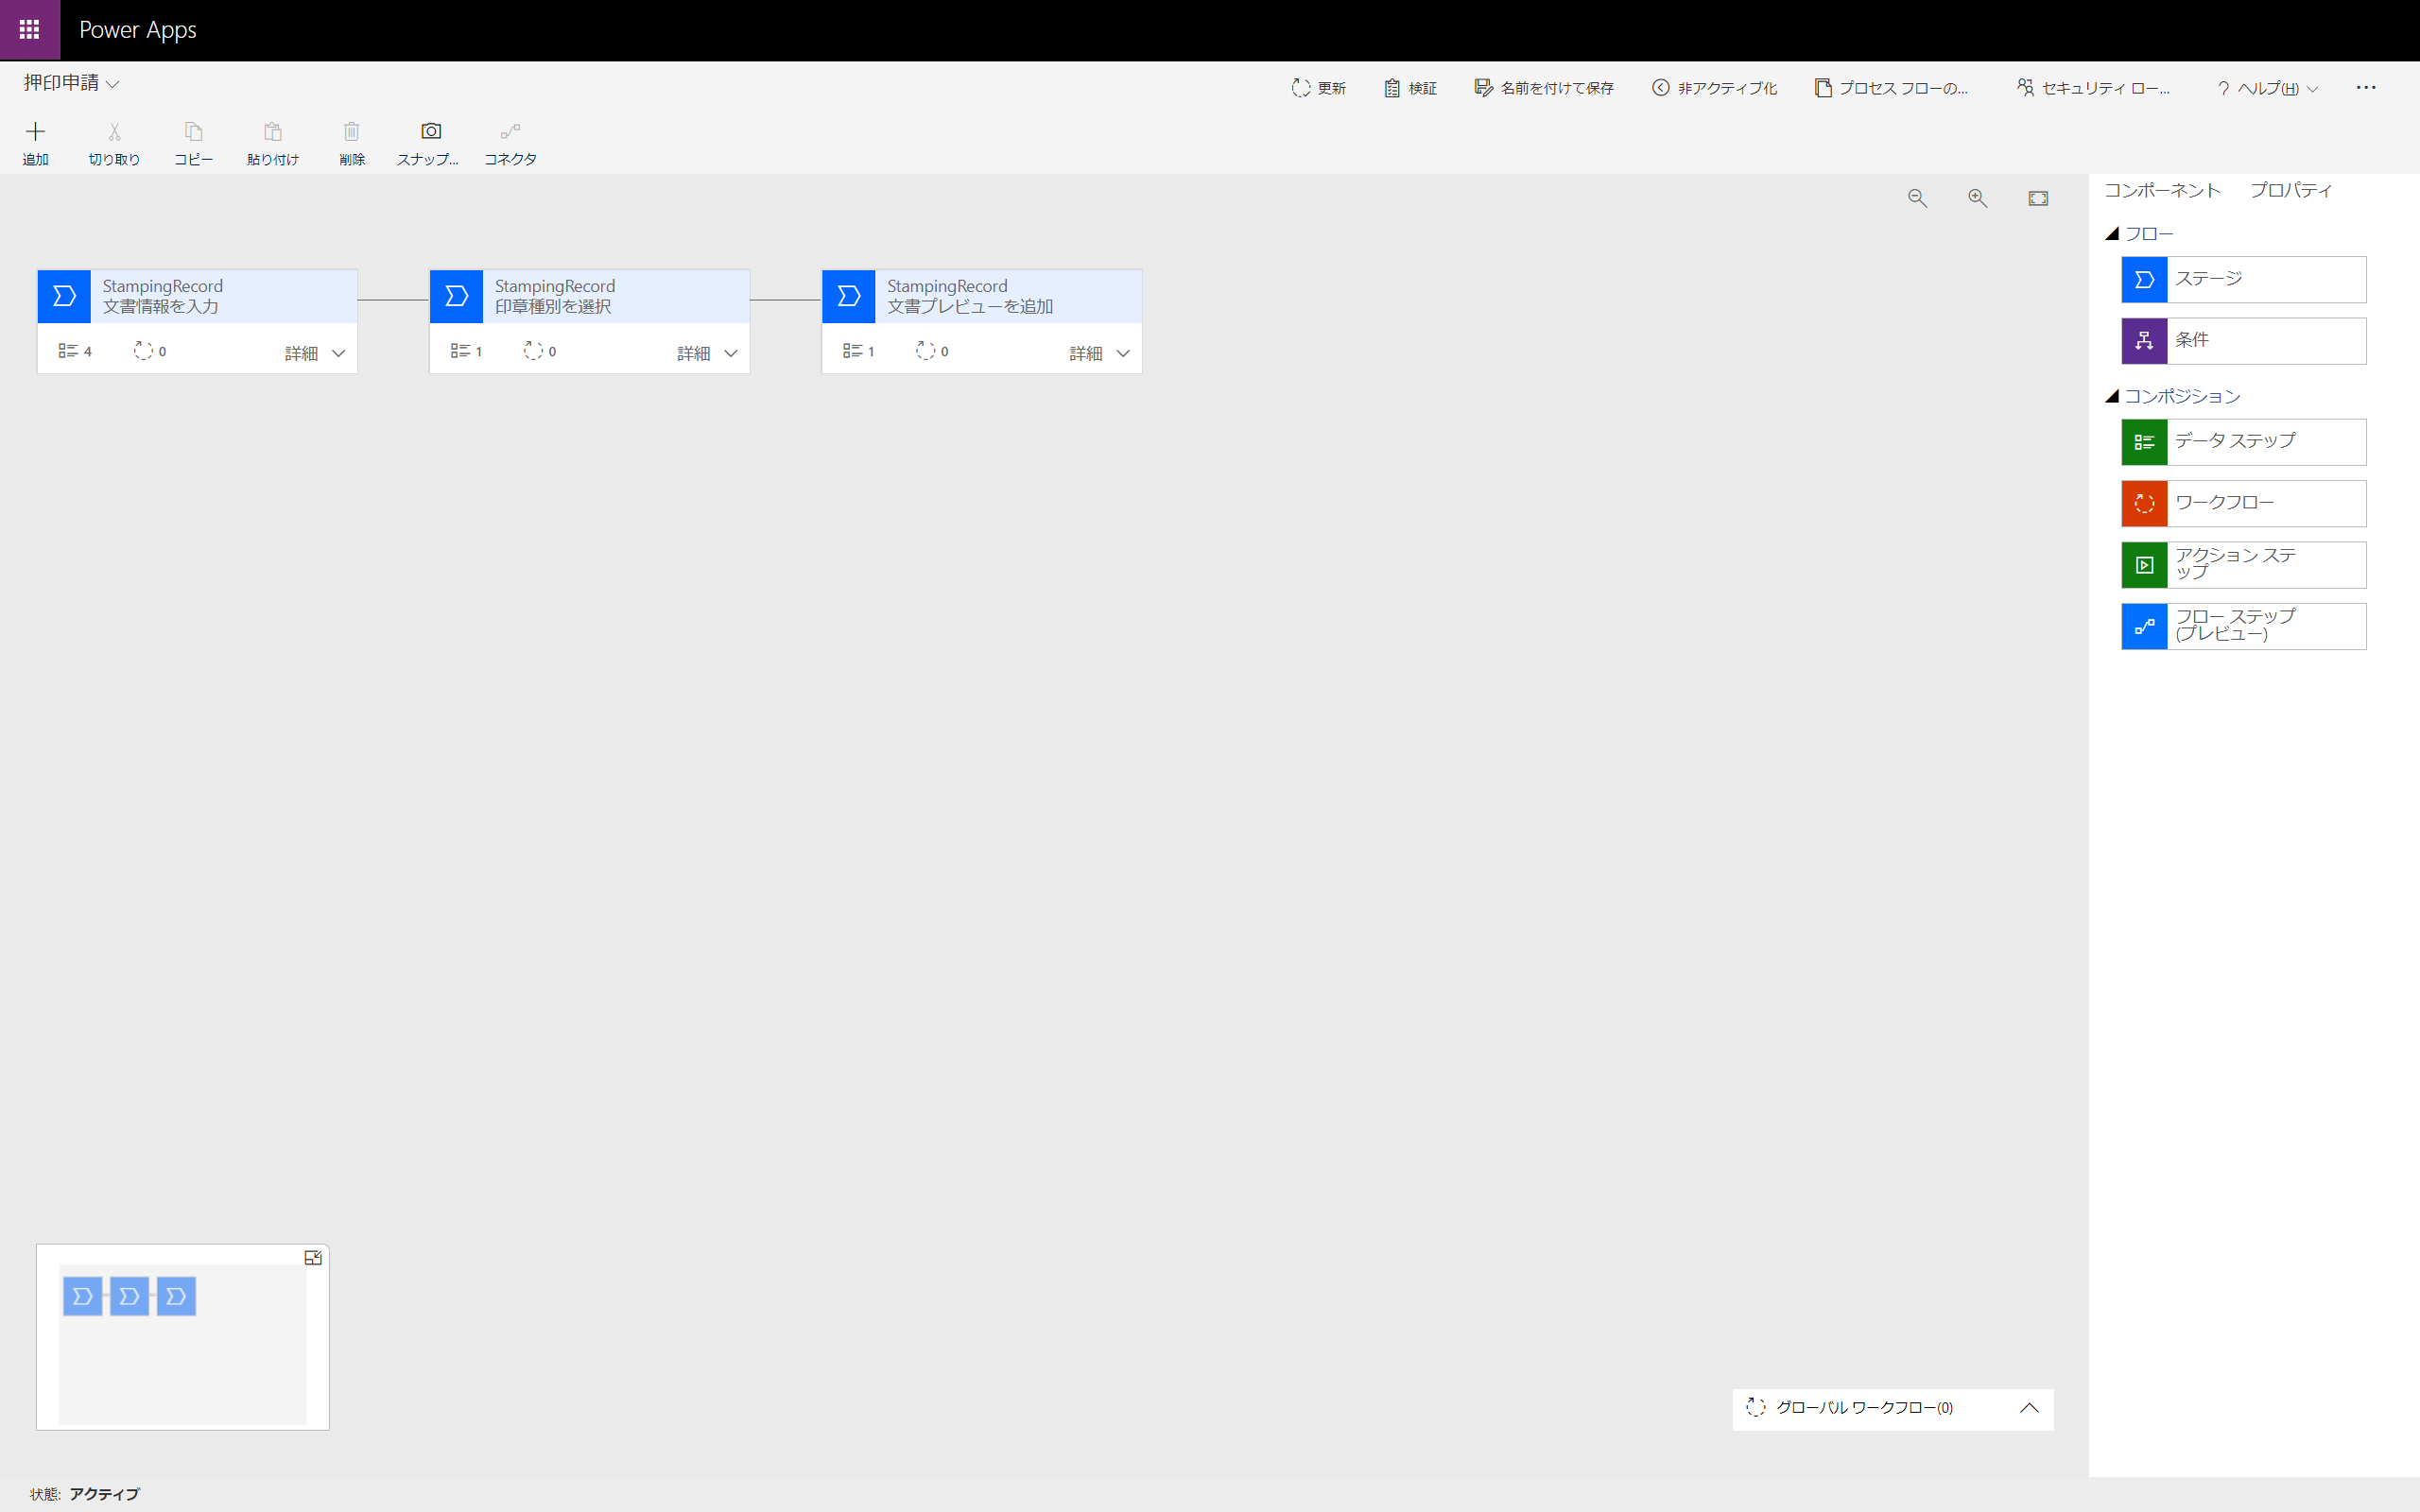 Power Apps
押印申請
更新
検証
名前を付けて保存
非アクティブ化
プロセス フローの...
セキュリティ ロー...
? ヘルプ(H)
...
追加
切り取り
コピー
貼り付け
削除
スナップ...
コネクタ
コンポーネント
プロパティ
フロー
ステージ
条件
コンポジション
データ ステップ
ワークフロー
アクション ステ
ップ
フロー ステップ
(プレビュー)
StampingRecord
文書情報を入力
4
0
詳細
StampingRecord
印章種別を選択
1
0
詳細
StampingRecord
文書プレビューを追加
1
0
詳細
グローバル ワークフロー(0)
状態: アクティブ